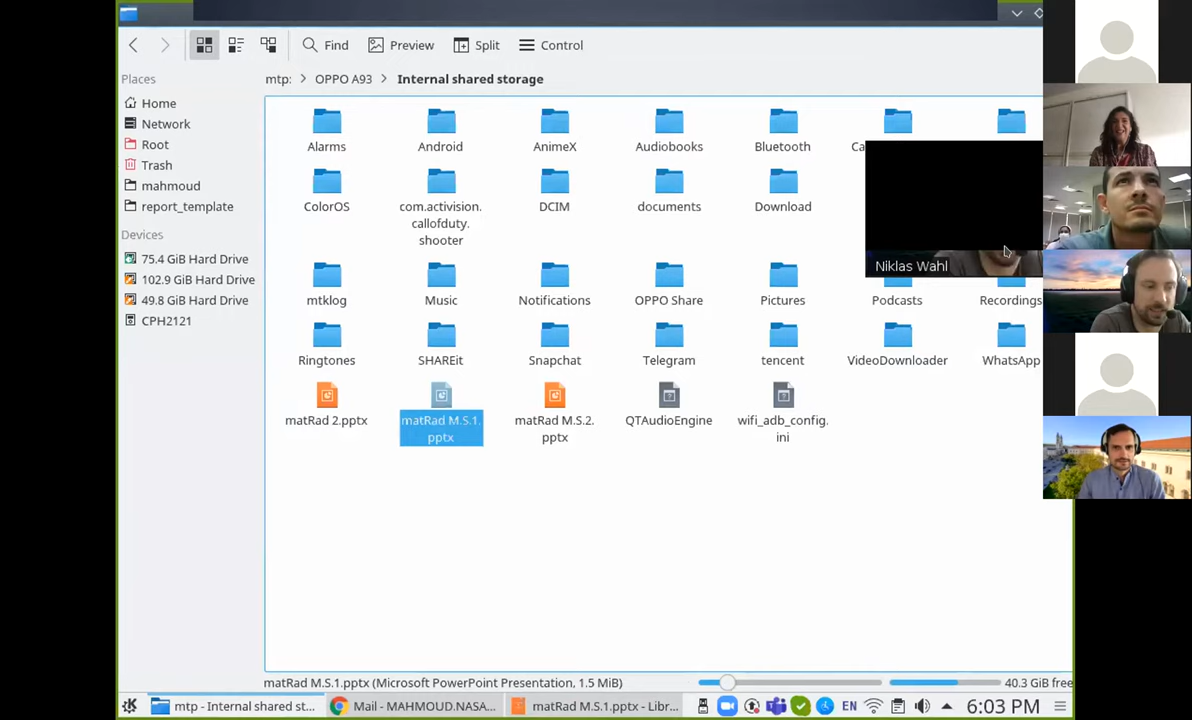 Find
Preview
Split
Control
Places
mtp: > OPPO A93 > Internal shared storage
Home
Network
Root
Trash
mahmoud
report_template
Devices
75.4 GiB Hard Drive
102.9 GiB Hard Drive
49.8 GiB Hard Drive
CPH2121
Alarms
Android
AnimeX
Audiobooks
Bluetooth
Ca
ColorOS
com.activision.
callofduty.
shooter
DCIM
documents
Download
Niklas Wahl
mtklog
Music
Notifications
OPPO Share
Pictures
Podcasts
Recordings
Ringtones
SHAREit
Snapchat
Telegram
tencent
VideoDownloader
WhatsApp
matRad 2.pptx
matRad M.S.1.
pptx
matRad M.S.2.
pptx
QTAudioEngine
wifi_adb_config.
ini
matRad M.S.1.pptx (Microsoft PowerPoint Presentation, 1.5 MiB)
40.3 GiB free
mtp - Internal shared st...
Mail - MAHMOUD.NASA...
matRad M.S.1.pptx - Libr...
EN
6:03 PM